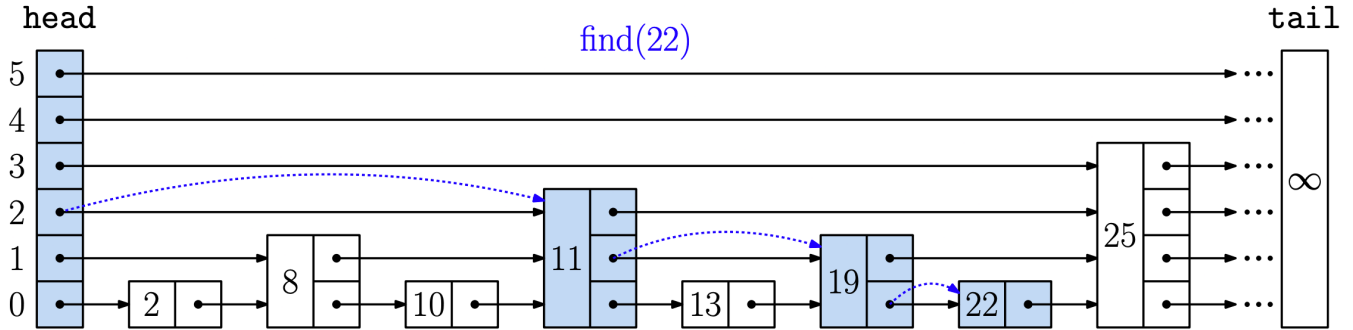 head tail
find(22)
5 ...
4 ...
3 ...
2 11 25 ... ∞
1 8 19 ...
0 2 10 13 22 ...